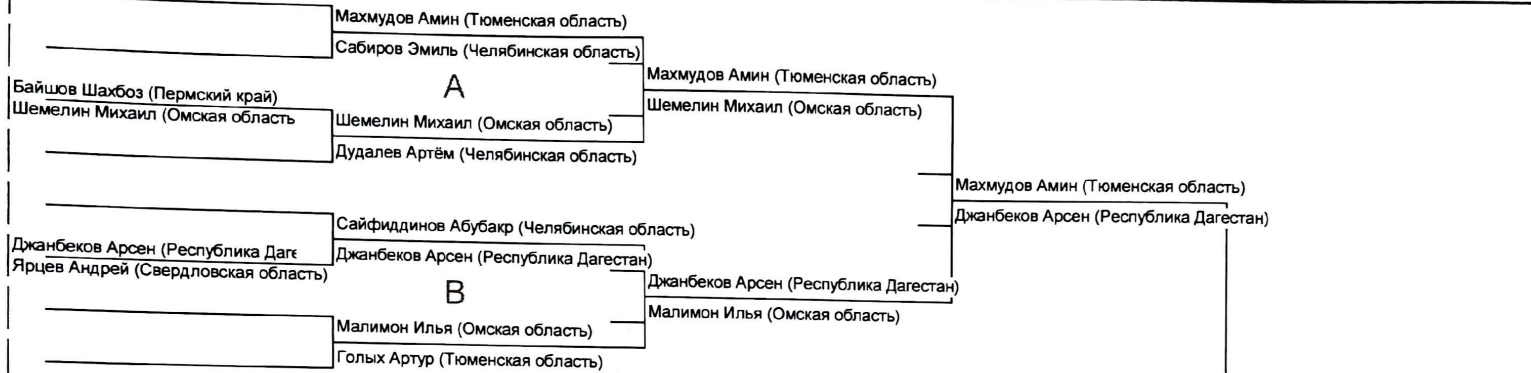 Махмудов Амин (Тюменская область)
Сабиров Эмиль (Челябинская область)
Махмудов Амин (Тюменская область)
A
Байшов Шахбоз (Пермский край)
Шемелин Михаил (Омская область
Шемелин Михаил (Омская область)
Шемелин Михаил (Омская область)
Дудалев Артём (Челябинская область)
Махмудов Амин (Тюменская область)
Джанбеков Арсен (Республика Дагестан)
Сайфиддинов Абубакр (Челябинская область)
Джанбеков Арсен (Республика Даге
Джанбеков Арсен (Республика Дагестан)
Ярцев Андрей (Свердловская область)
B
Джанбеков Арсен (Республика Дагестан)
Малимон Илья (Омская область)
Малимон Илья (Омская область)
Голых Артур (Тюменская область)